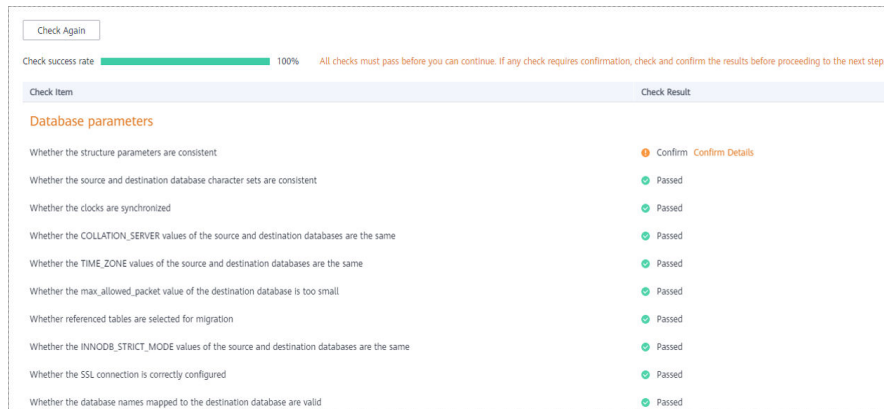 Check Again
Check success rate 100% All checks must pass before you can continue. If any check requires confirmation, check and confirm the results before proceeding to the next step.
Check Item Check Result
Database parameters
Whether the structure parameters are consistent Confirm Confirm Details
Whether the source and destination database character sets are consistent Passed
Whether the clocks are synchronized Passed
Whether the COLLATION_SERVER values of the source and destination databases are the same Passed
Whether the TIME_ZONE values of the source and destination databases are the same Passed
Whether the max_allowed_packet value of the destination database is too small Passed
Whether referenced tables are selected for migration Passed
Whether the INNODB_STRICT_MODE values of the source and destination databases are the same Passed
Whether the SSL connection is correctly configured Passed
Whether the database names mapped to the destination database are valid Passed